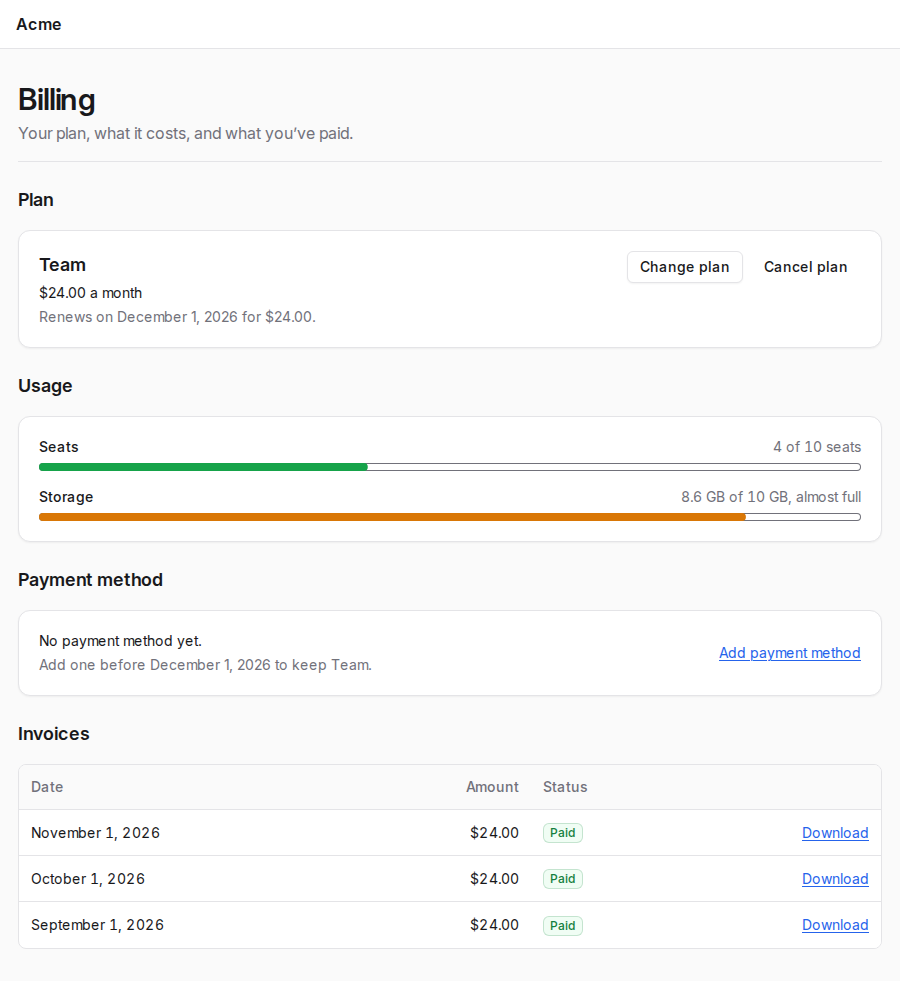 Acme
Billing
Your plan, what it costs, and what you’ve paid.
Plan
Team
Change plan
Cancel plan
$24.00 a month
Renews on December 1, 2026 for $24.00.
Usage
Seats 4 of 10 seats
Storage 8.6 GB of 10 GB, almost full
Payment method
No payment method yet.
Add one before December 1, 2026 to keep Team.
Add payment method
Invoices
Date Amount Status
November 1, 2026 $24.00 Paid Download
October 1, 2026 $24.00 Paid Download
September 1, 2026 $24.00 Paid Download